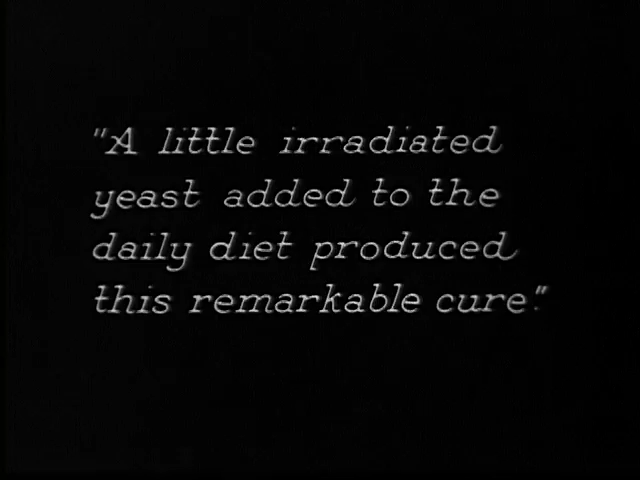 "A little irradiated
yeast added to the
daily diet produced
this remarkable cure."